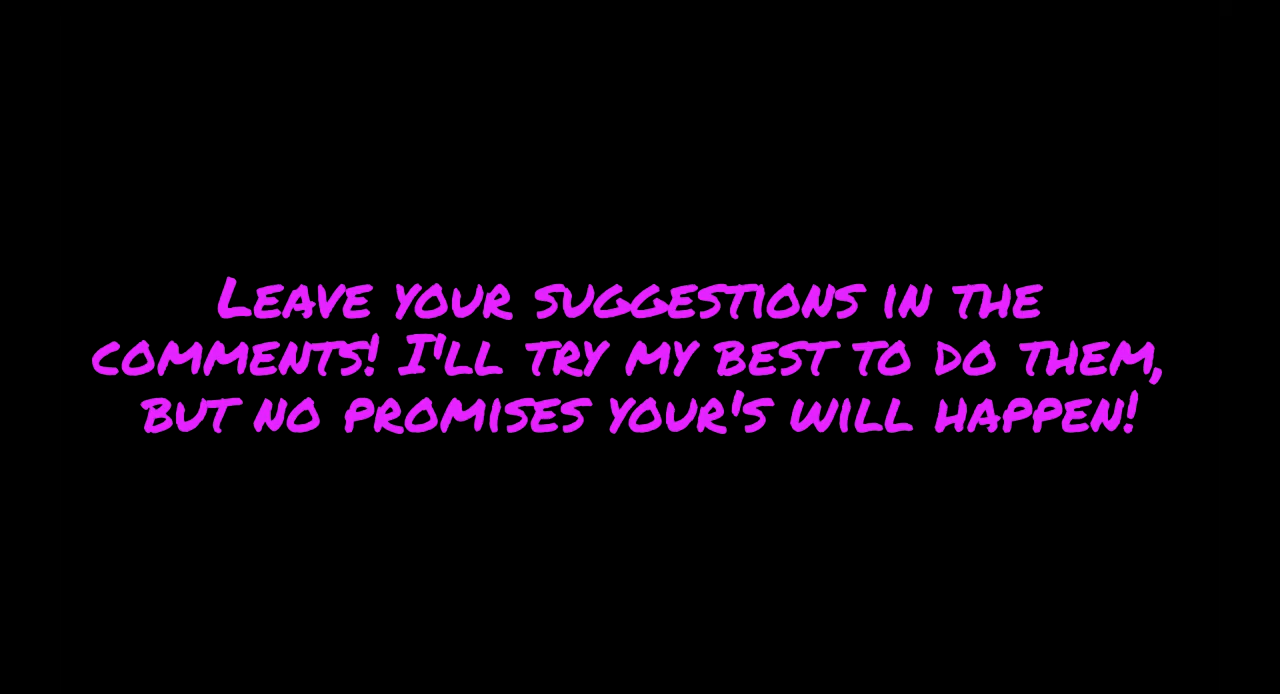 Leave your suggestions in the
comments! I'll try my best to do them,
but no promises your's will happen!